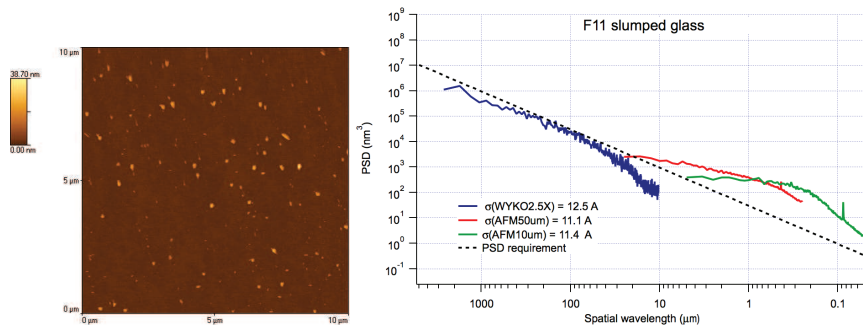 38.70 nm
0.00 nm
10 µm
5 µm
0 µm
0 µm
5 µm
10 µm
F11 slumped glass
PSD (nm³)
10⁹
10⁸
10⁷
10⁶
10⁵
10⁴
10³
10²
10¹
10⁰
10⁻¹
σ(WYKO2.5X) = 12.5 A
σ(AFM50um) = 11.1 A
σ(AFM10um) = 11.4 A
PSD requirement
1000
100
10
1
0.1
Spatial wavelength (µm)